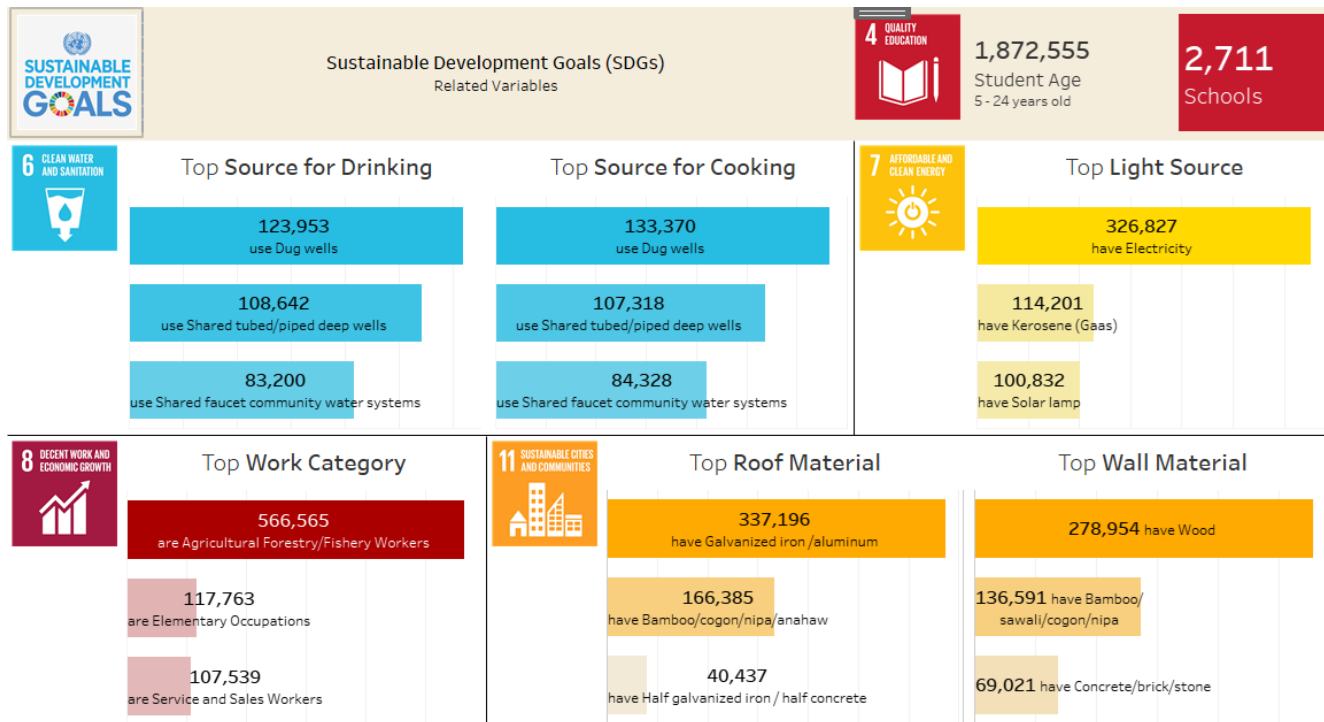 SUSTAINABLE
DEVELOPMENT
GOALS
Sustainable Development Goals (SDGs)
Related Variables
4 QUALITY
EDUCATION
1,872,555
Student Age
5 - 24 years old
2,711
Schools
6 CLEAN WATER
AND SANITATION
Top Source for Drinking
123,953
use Dug wells
108,642
use Shared tubed/piped deep wells
83,200
use Shared faucet community water systems
Top Source for Cooking
133,370
use Dug wells
107,318
use Shared tubed/piped deep wells
84,328
use Shared faucet community water systems
7 AFFORDABLE AND
CLEAN ENERGY
Top Light Source
326,827
have Electricity
114,201
have Kerosene (Gaas)
100,832
have Solar lamp
8 DECENT WORK AND
ECONOMIC GROWTH
Top Work Category
566,565
are Agricultural Forestry/Fishery Workers
117,763
are Elementary Occupations
107,539
are Service and Sales Workers
11 SUSTAINABLE CITIES
AND COMMUNITIES
Top Roof Material
337,196
have Galvanized iron /aluminum
166,385
have Bamboo/cogon/nipa/anahaw
40,437
have Half galvanized iron / half concrete
Top Wall Material
278,954 have Wood
136,591 have Bamboo/
sawali/cogon/nipa
69,021 have Concrete/brick/stone